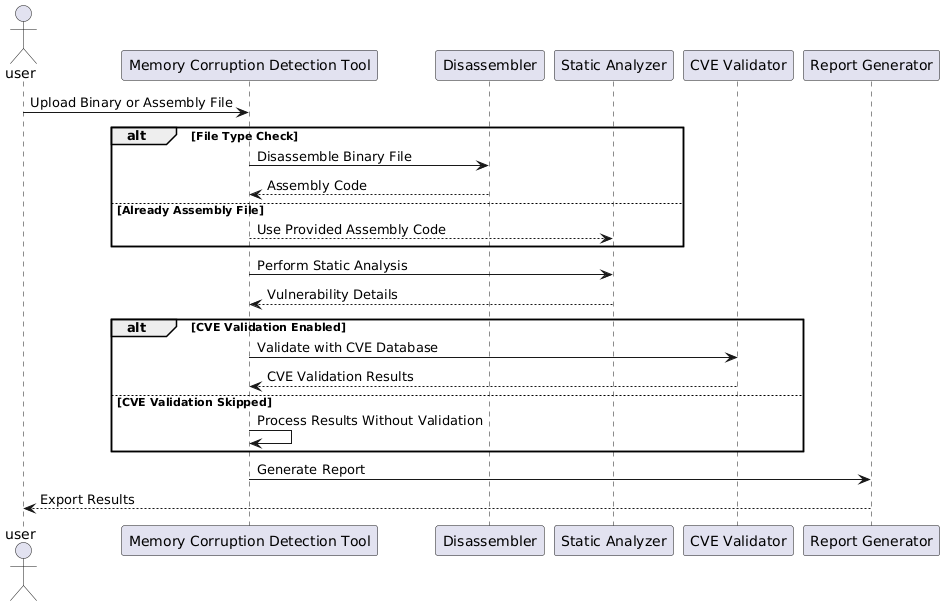 user
Memory Corruption Detection Tool
Disassembler
Static Analyzer
CVE Validator
Report Generator
Upload Binary or Assembly File
alt
[File Type Check]
Disassemble Binary File
Assembly Code
[Already Assembly File]
Use Provided Assembly Code
Perform Static Analysis
Vulnerability Details
alt
[CVE Validation Enabled]
Validate with CVE Database
CVE Validation Results
[CVE Validation Skipped]
Process Results Without Validation
Generate Report
Export Results
user
Memory Corruption Detection Tool
Disassembler
Static Analyzer
CVE Validator
Report Generator